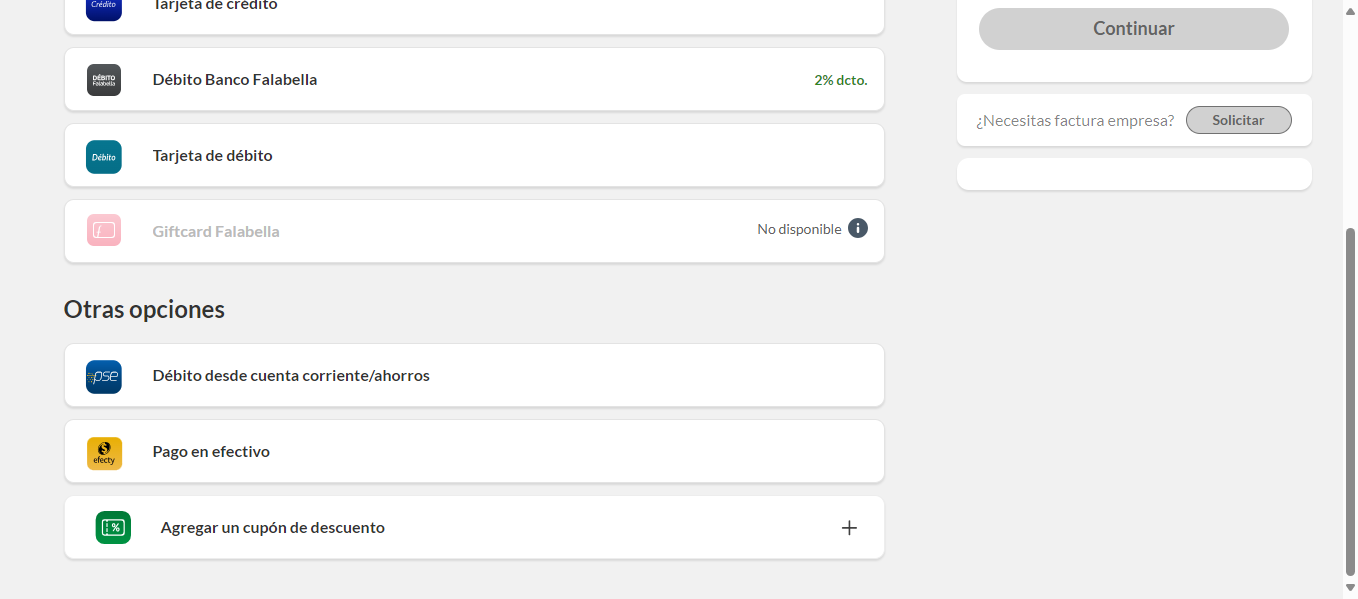 Crédito
Tarjeta de crédito
Continuar
DÉBITO
Falabella
Débito Banco Falabella
2% dcto.
¿Necesitas factura empresa?
Solicitar
Débito
Tarjeta de débito
Giftcard Falabella
No disponible
i
Otras opciones
pse
Débito desde cuenta corriente/ahorros
$
efecty
Pago en efectivo
%
Agregar un cupón de descuento
+